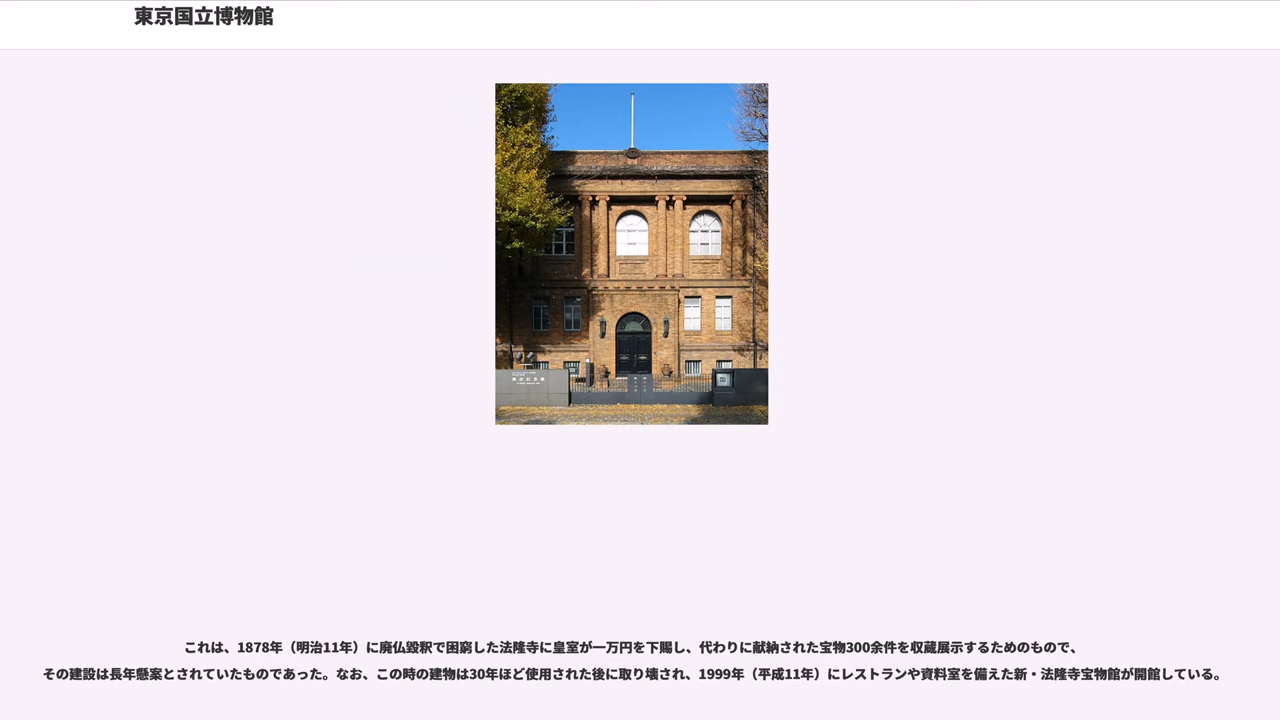 東京国立博物館
これは、1878年（明治11年）に廃仏毀釈で困窮した法隆寺に皇室が一万円を下賜し、代わりに献納された宝物300余件を収蔵展示するためのもので、
その建設は長年懸案とされていたものであった。なお、この時の建物は30年ほど使用された後に取り壊され、1999年（平成11年）にレストランや資料室を備えた新・法隆寺宝物館が開館している。